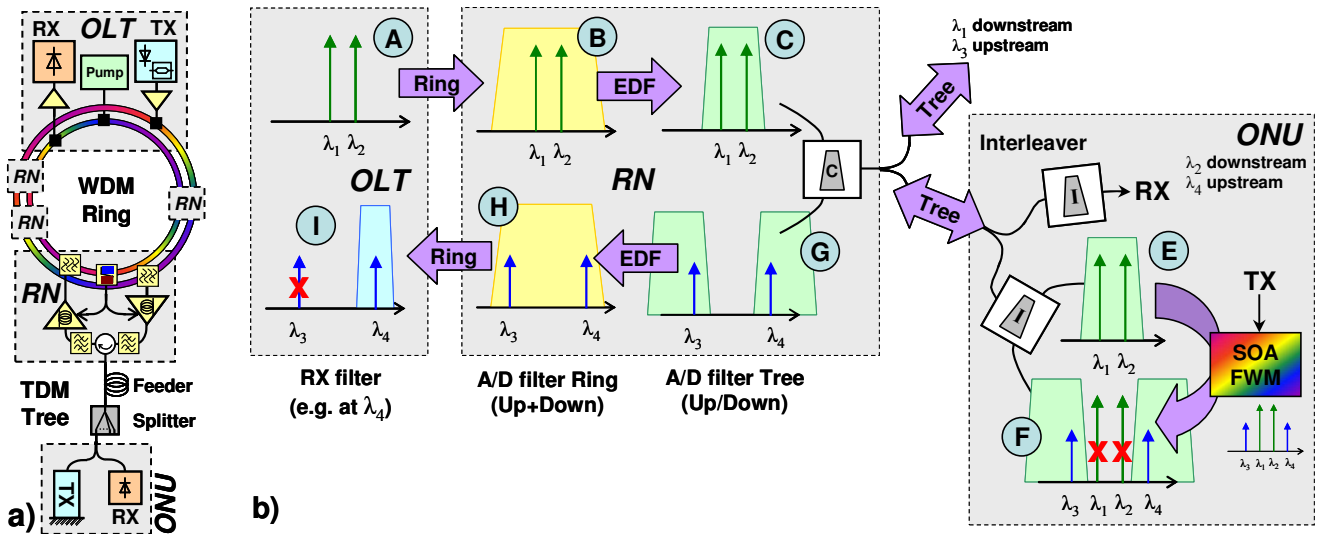 RX
OLT
TX
Pump
RN
RN
RN
WDM
Ring
RN
TDM
Tree
Feeder
Splitter
TX
RX
ONU
a)
A
λ1 λ2
OLT
Ring
B
λ1 λ2
EDF
C
λ1 λ2
RN
C
Tree
λ1 downstream
λ3 upstream
Tree
I
λ3
λ4
Ring
H
λ3
λ4
EDF
G
λ3
λ4
RX filter
(e.g. at λ4)
A/D filter Ring
(Up+Down)
A/D filter Tree
(Up/Down)
b)
ONU
Interleaver
λ2 downstream
λ4 upstream
I
RX
E
λ1 λ2
I
TX
SOA
FWM
λ3 λ1 λ2 λ4
F
λ3 λ1 λ2 λ4